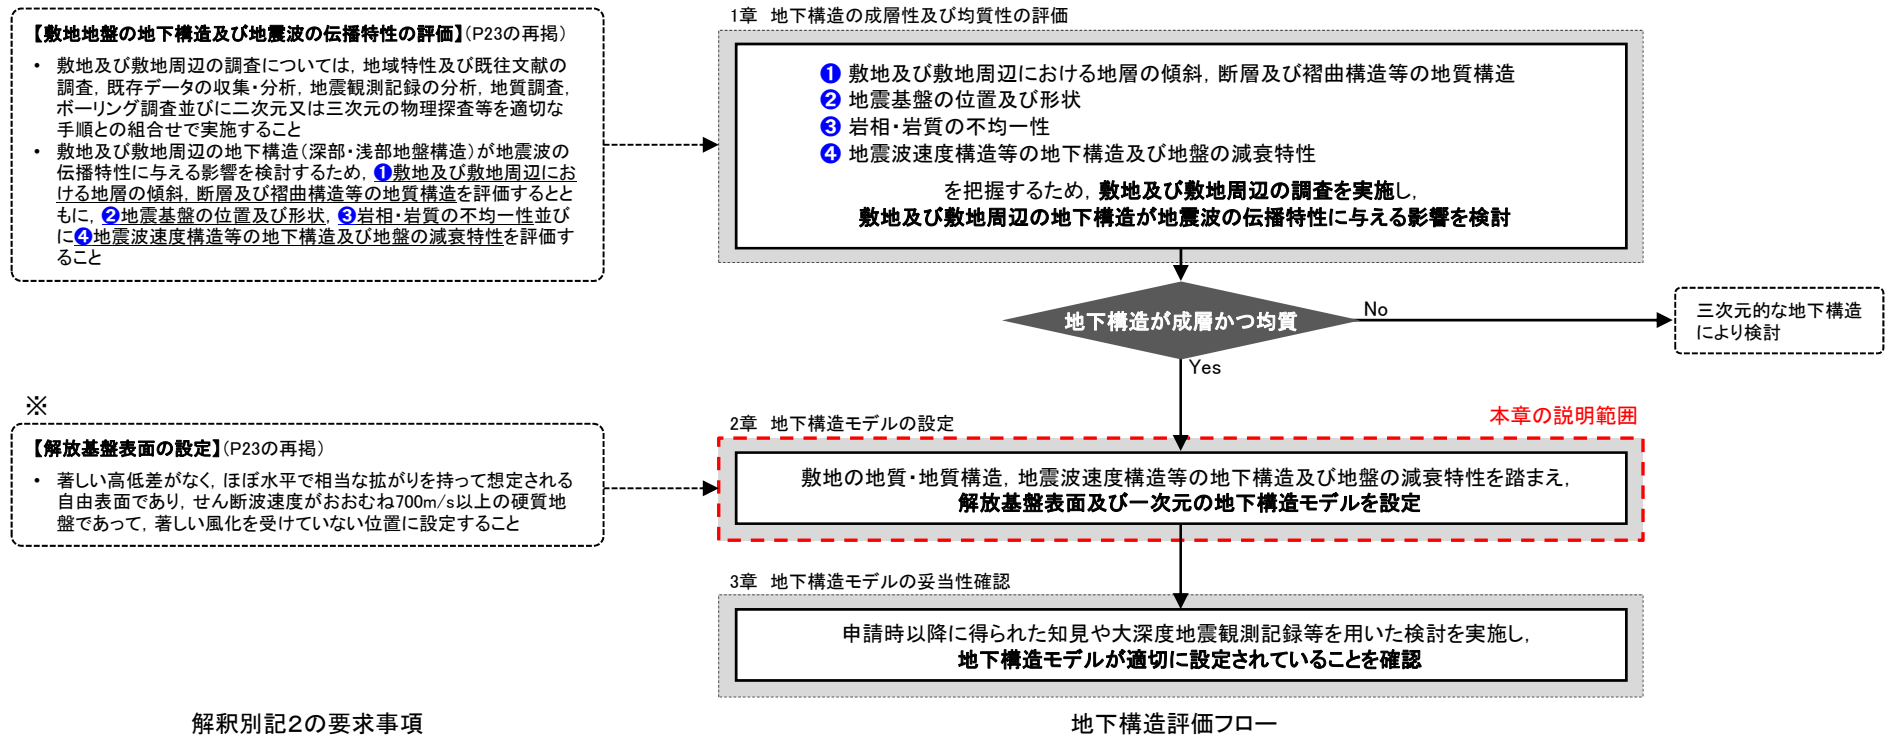 【敷地地盤の地下構造及び地震波の伝播特性の評価】(P23の再掲)
• 敷地及び敷地周辺の調査については,地域特性及び既往文献の
調査,既存データの収集・分析,地震観測記録の分析,地質調査,
ボーリング調査並びに二次元又は三次元の物理探査等を適切な
手順との組合せで実施すること
• 敷地及び敷地周辺の地下構造(深部・浅部地盤構造)が地震波の
伝播特性に与える影響を検討するため,❶敷地及び敷地周辺にお
ける地層の傾斜,断層及び褶曲構造等の地質構造を評価するとと
もに,❷地震基盤の位置及び形状,❸岩相・岩質の不均一性並び
に❹地震波速度構造等の地下構造及び地盤の減衰特性を評価す
ること
1章 地下構造の成層性及び均質性の評価
❶ 敷地及び敷地周辺における地層の傾斜,断層及び褶曲構造等の地質構造
❷ 地震基盤の位置及び形状
❸ 岩相・岩質の不均一性
❹ 地震波速度構造等の地下構造及び地盤の減衰特性
を把握するため,敷地及び敷地周辺の調査を実施し,
敷地及び敷地周辺の地下構造が地震波の伝播特性に与える影響を検討
地下構造が成層かつ均質
No
三次元的な地下構造
により検討
Yes
※
【解放基盤表面の設定】(P23の再掲)
• 著しい高低差がなく,ほぼ水平で相当な拡がりを持って想定される
自由表面であり,せん断波速度がおおむね700m/s以上の硬質地
盤であって,著しい風化を受けていない位置に設定すること
2章 地下構造モデルの設定
本章の説明範囲
敷地の地質・地質構造,地震波速度構造等の地下構造及び地盤の減衰特性を踏まえ,
解放基盤表面及び一次元の地下構造モデルを設定
3章 地下構造モデルの妥当性確認
申請時以降に得られた知見や大深度地震観測記録等を用いた検討を実施し,
地下構造モデルが適切に設定されていることを確認
解釈別記2の要求事項
地下構造評価フロー